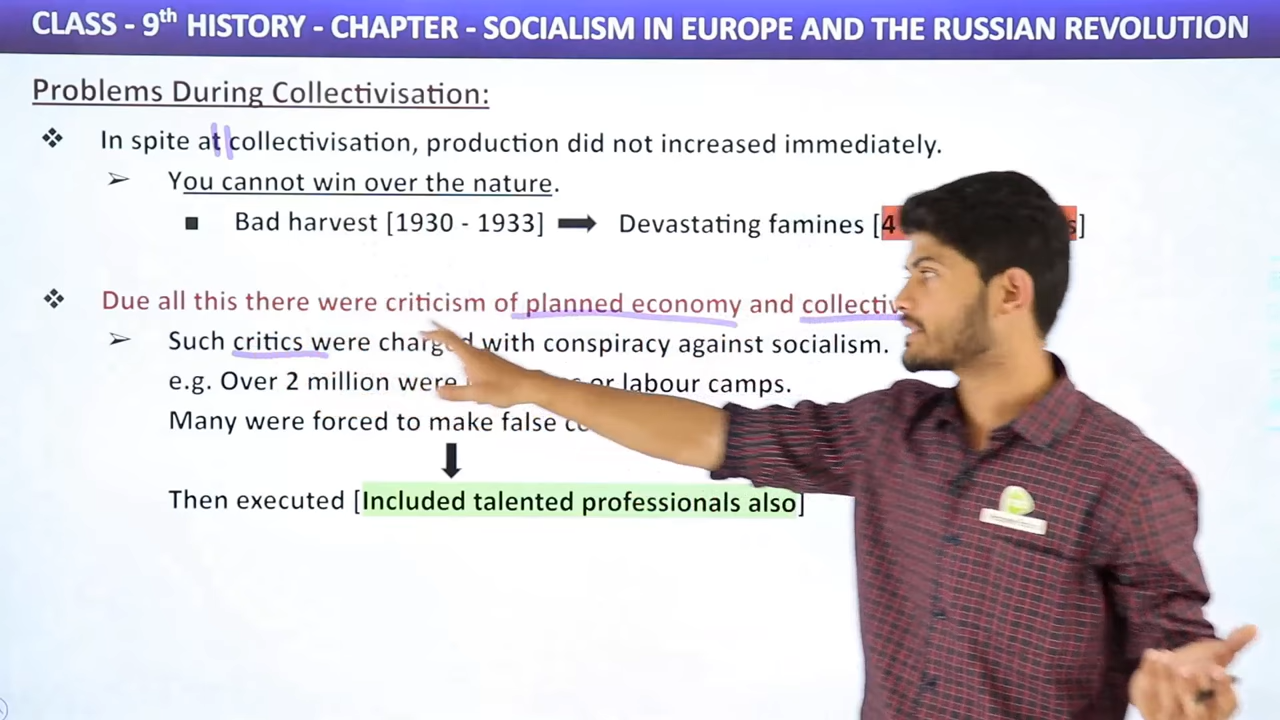 CLASS - 9th HISTORY - CHAPTER - SOCIALISM IN EUROPE AND THE RUSSIAN REVOLUTION
Problems During Collectivisation:
❖ In spite at collectivisation, production did not increased immediately.
➢ You cannot win over the nature.
▪ Bad harvest [1930 - 1933] ➡ Devastating famines [4 ]
❖ Due all this there were criticism of planned economy and
➢ Such critics were charged with conspiracy against socialism.
e.g. Over 2 million were or labour camps.
Many were forced to make false
Then executed [Included talented professionals also]